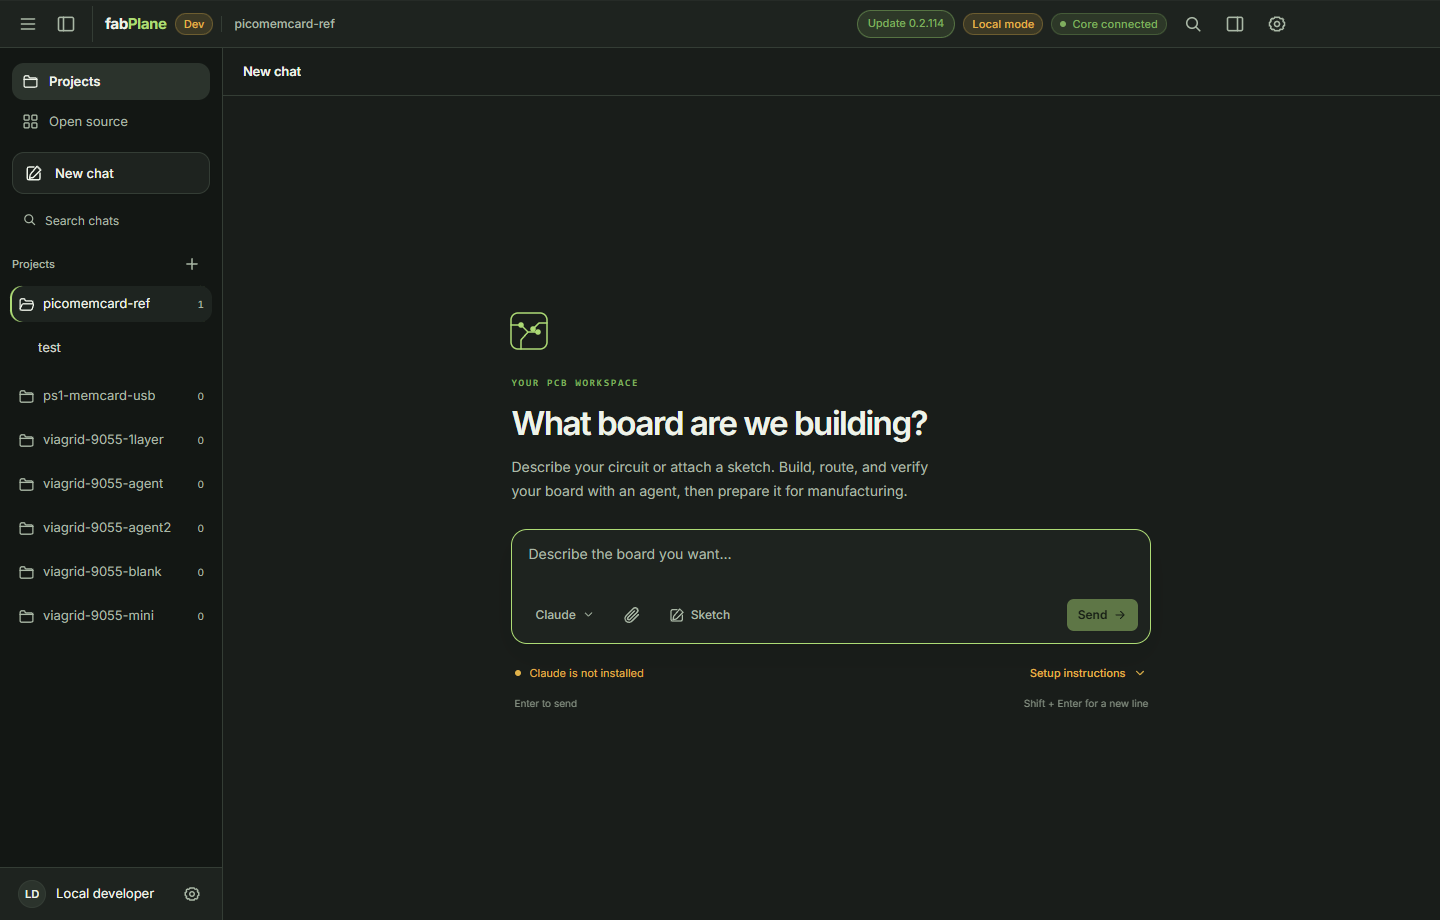 fabPlane Dev picomemcard-ref Update 0.2.114 Local mode Core connected
Projects
Open source
New chat
Search chats
Projects
picomemcard-ref 1
test
ps1-memcard-usb 0
viagrid-9055-1layer 0
viagrid-9055-agent 0
viagrid-9055-agent2 0
viagrid-9055-blank 0
viagrid-9055-mini 0
LD Local developer
New chat
YOUR PCB WORKSPACE
What board are we building?
Describe your circuit or attach a sketch. Build, route, and verify
your board with an agent, then prepare it for manufacturing.
Describe the board you want...
Claude Sketch Send
Claude is not installed Setup instructions
Enter to send Shift + Enter for a new line